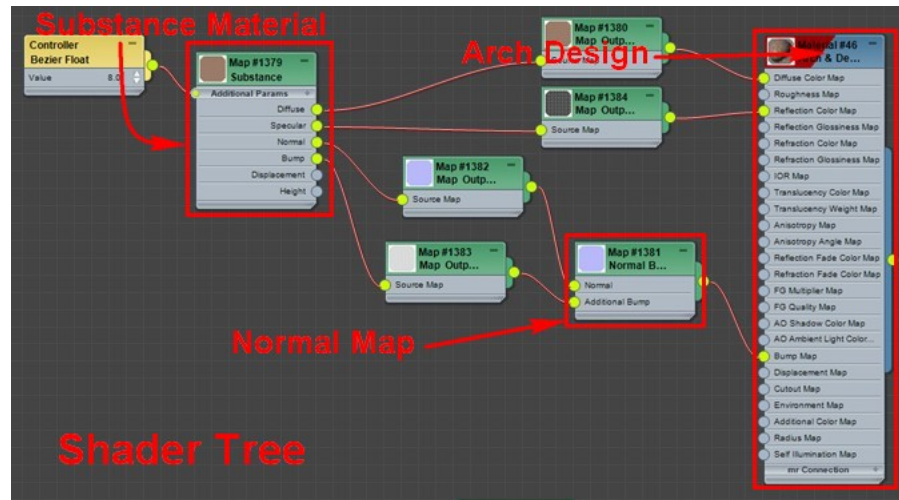 Substance Material
Controller
Bezier Float
Value 8.0
Map #1379
Substance
Additional Params
Diffuse
Specular
Normal
Bump
Displacement
Height
Map #1380
Map Outp...
Source Map
Arch Design
Map #1384
Map Outp...
Source Map
Map #1382
Map Outp...
Source Map
Map #1383
Map Outp...
Source Map
Map #1381
Normal B...
Normal
Additional Bump
Normal Map
Shader Tree
Material #46
Arch & De...
Diffuse Color Map
Roughness Map
Reflection Color Map
Reflection Glossiness Map
Refraction Color Map
Refraction Glossiness Map
IOR Map
Translucency Color Map
Translucency Weight Map
Anisotropy Map
Anisotropy Angle Map
Reflection Fade Color Map
Refraction Fade Color Map
FG Multiplier Map
FG Quality Map
AO Shadow Color Map
AO Ambient Light Color...
Bump Map
Displacement Map
Cutout Map
Environment Map
Additional Color Map
Radius Map
Self Illumination Map
mr Connection